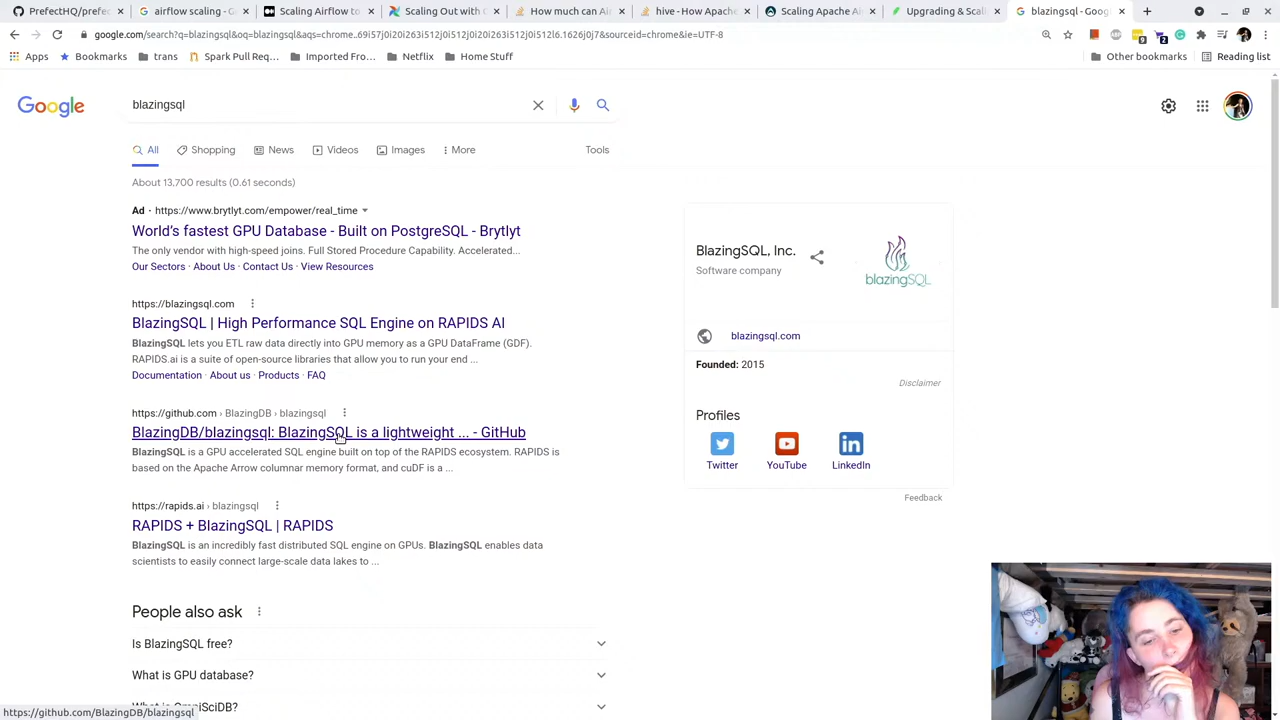 PrefectHQ/prefec
airflow scaling - G
Scaling Airflow to
Scaling Out with C
How much can Air
hive - How Apache
Scaling Apache Air
Upgrading & Scal
blazingsql - Goog
google.com/search?q=blazingsql&oq=blazingsql&aqs=chrome..69i57j0i20i263i512j0i512j0i20i263i512j0i512l6.1626j0j7&sourceid=chrome&ie=UTF-8
9
2
Apps
Bookmarks
trans
Spark Pull Req...
Imported Fro...
Netflix
Home Stuff
Other bookmarks
Reading list
Google
blazingsql
All
Shopping
News
Videos
Images
More
Tools
About 13,700 results (0.61 seconds)
Ad · https://www.brytlyt.com/empower/real_time
World's fastest GPU Database - Built on PostgreSQL - Brytlyt
The only vendor with high-speed joins. Full Stored Procedure Capability. Accelerated...
Our Sectors · About Us · Contact Us · View Resources
https://blazingsql.com
BlazingSQL | High Performance SQL Engine on RAPIDS AI
BlazingSQL lets you ETL raw data directly into GPU memory as a GPU DataFrame (GDF).
RAPIDS.ai is a suite of open-source libraries that allow you to run your end ...
Documentation · About us · Products · FAQ
https://github.com › BlazingDB › blazingsql
BlazingDB/blazingsql: BlazingSQL is a lightweight ... - GitHub
BlazingSQL is a GPU accelerated SQL engine built on top of the RAPIDS ecosystem. RAPIDS is
based on the Apache Arrow columnar memory format, and cuDF is a ...
https://rapids.ai › blazingsql
RAPIDS + BlazingSQL | RAPIDS
BlazingSQL is an incredibly fast distributed SQL engine on GPUs. BlazingSQL enables data
scientists to easily connect large-scale data lakes to ...
People also ask
Is BlazingSQL free?
What is GPU database?
What is OmniSciDB?
BlazingSQL, Inc.
Software company
blazingSQL
blazingsql.com
Founded: 2015
Disclaimer
Profiles
Twitter
YouTube
LinkedIn
Feedback
https://github.com/BlazingDB/blazingsql